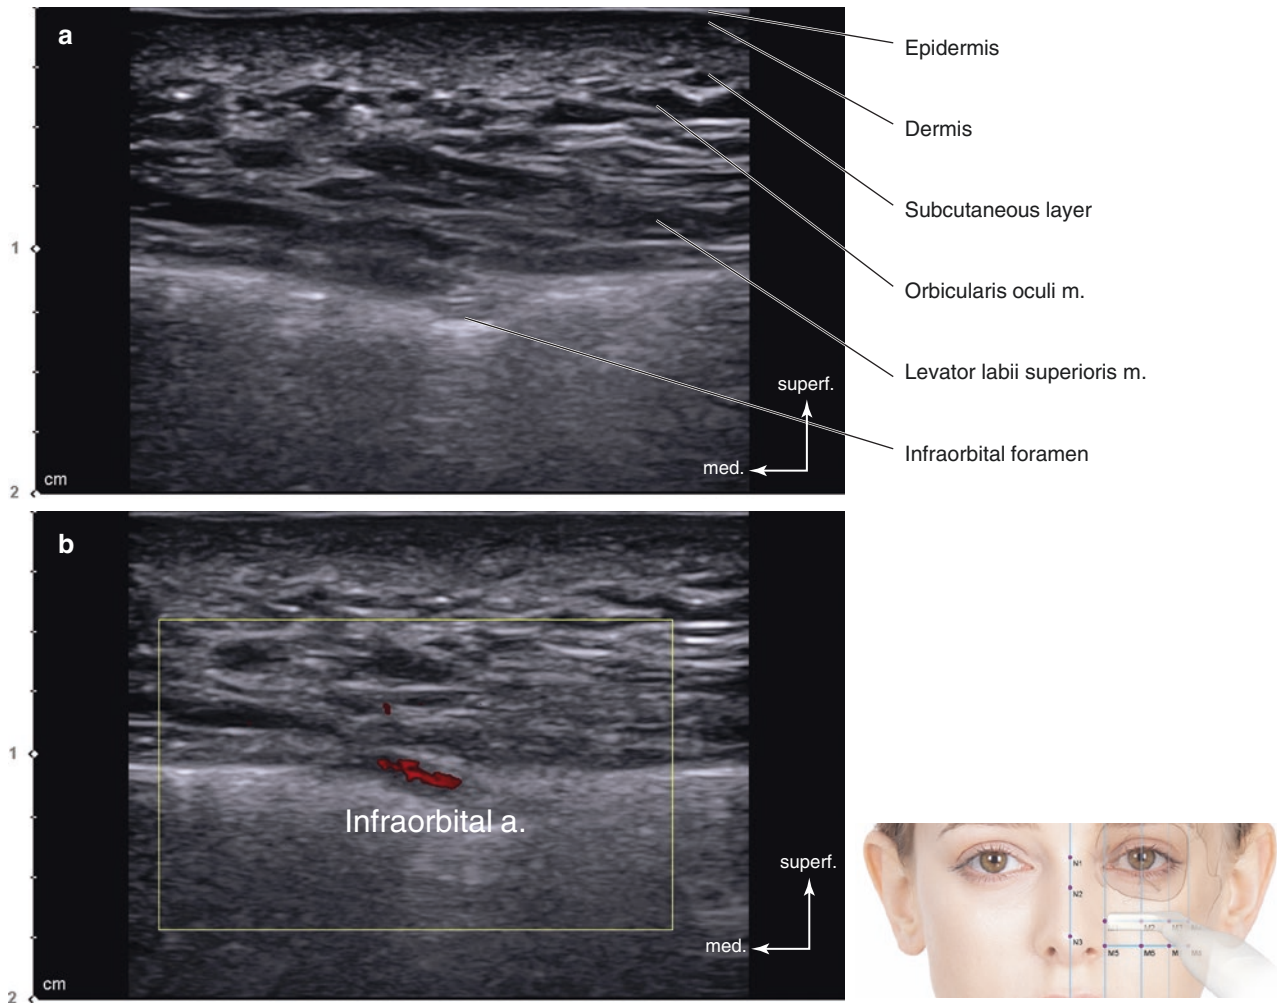 a
Epidermis
Dermis
Subcutaneous layer
Orbicularis oculi m.
Levator labii superioris m.
Infraorbital foramen
1
superf.
med.
cm
2
b
1
Infraorbital a.
superf.
med.
cm
2
N1
N2
N3
M2
M5
M6